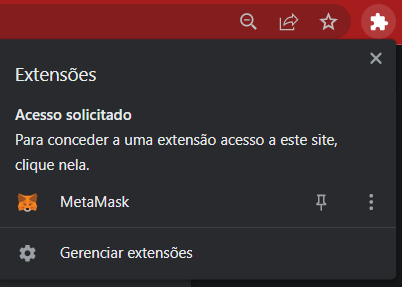 Extensões
Acesso solicitado
Para conceder a uma extensão acesso a este site,
clique nela.
MetaMask
Gerenciar extensões